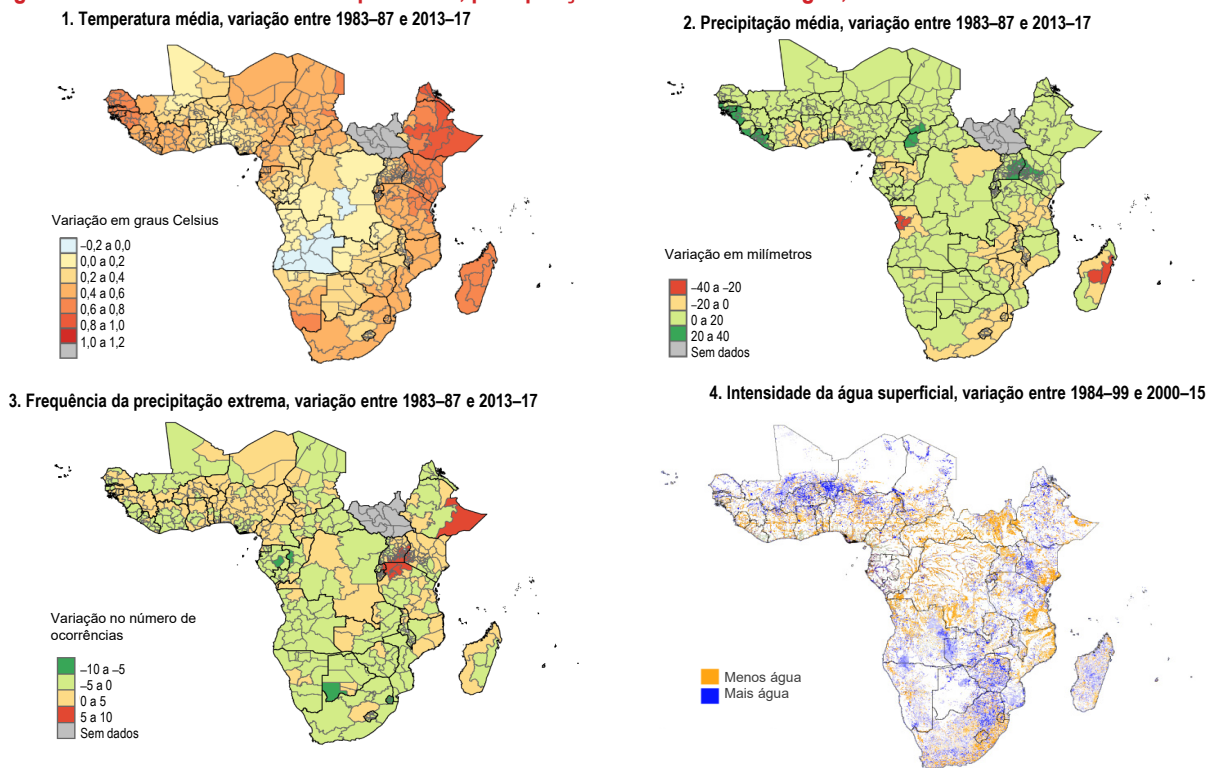 1. Temperatura média, variação entre 1983–87 e 2013–17
Variação em graus Celsius
–0,2 a 0,0
0,0 a 0,2
0,2 a 0,4
0,4 a 0,6
0,6 a 0,8
0,8 a 1,0
1,0 a 1,2
2. Precipitação média, variação entre 1983–87 e 2013–17
Variação em milímetros
–40 a –20
–20 a 0
0 a 20
20 a 40
Sem dados
3. Frequência da precipitação extrema, variação entre 1983–87 e 2013–17
Variação no número de
ocorrências
–10 a –5
–5 a 0
0 a 5
5 a 10
Sem dados
4. Intensidade da água superficial, variação entre 1984–99 e 2000–15
Menos água
Mais água